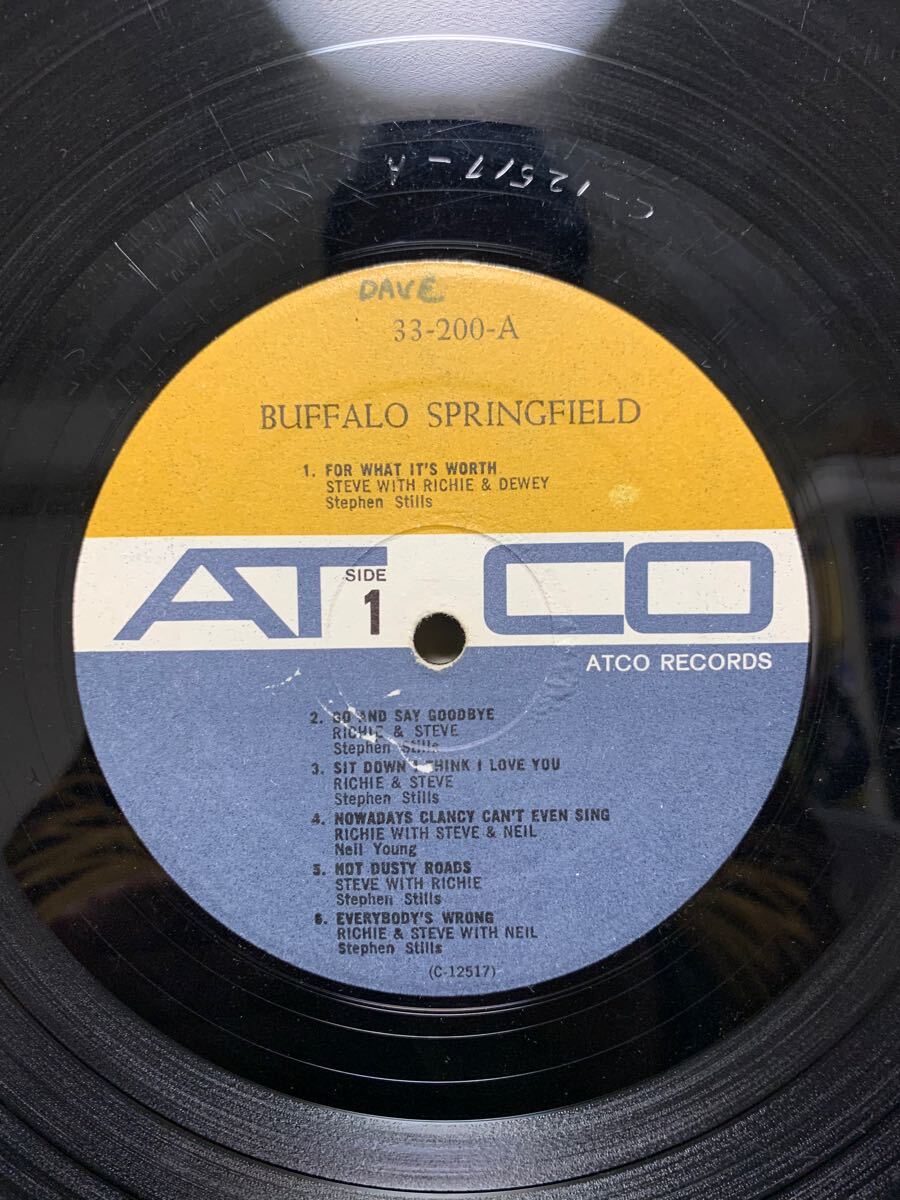 C-12517-A
DAVE
33-200-A
BUFFALO SPRINGFIELD
1. FOR WHAT IT'S WORTH
STEVE WITH RICHIE & DEWEY
Stephen Stills
ATCO
SIDE
1
ATCO RECORDS
2. GO AND SAY GOODBYE
RICHIE & STEVE
Stephen Stills
3. SIT DOWN I THINK I LOVE YOU
RICHIE & STEVE
Stephen Stills
4. NOWADAYS CLANCY CAN'T EVEN SING
RICHIE WITH STEVE & NEIL
Neil Young
5. HOT DUSTY ROADS
STEVE WITH RICHIE
Stephen Stills
6. EVERYBODY'S WRONG
RICHIE & STEVE WITH NEIL
Stephen Stills
(C-12517)